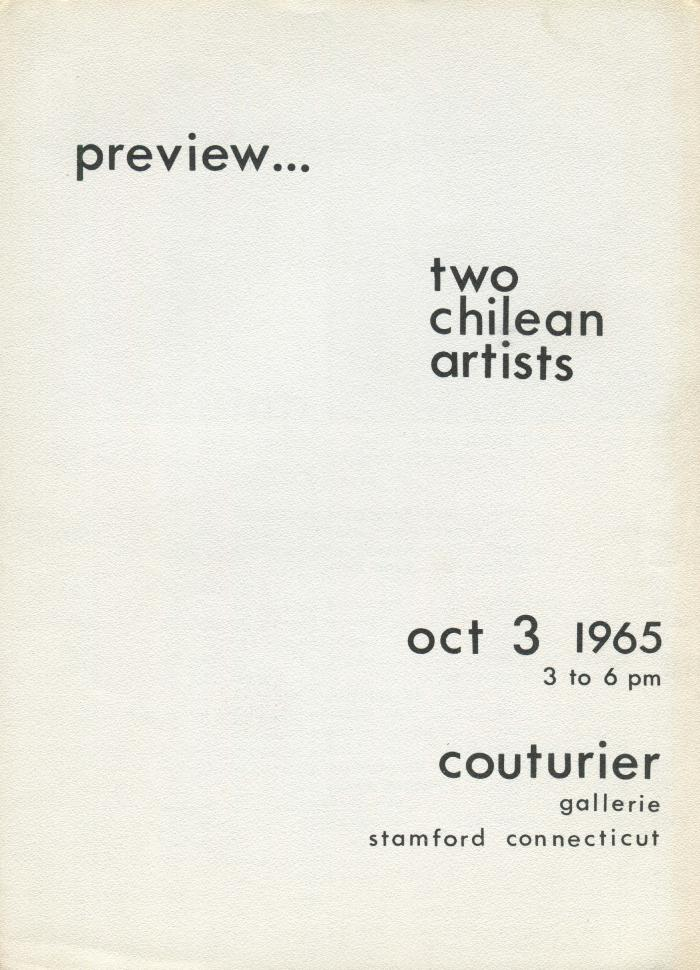 preview...
two
chilean
artists
oct 3 1965
3 to 6 pm
couturier
gallerie
stamford connecticut